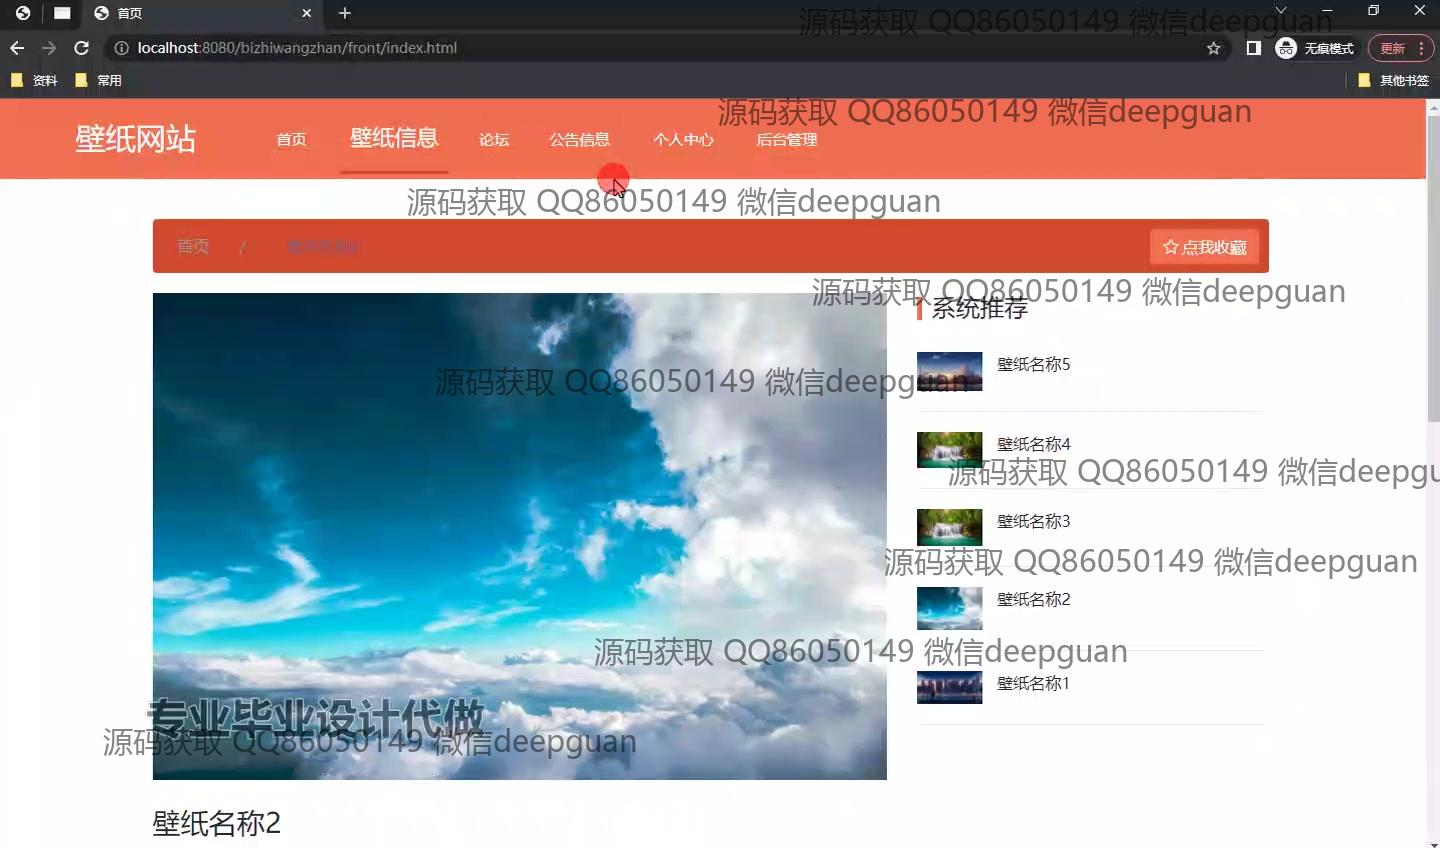 首页
源码获取 QQ86050149 微信deepguan
localhost:8080/bizhiwangzhan/front/index.html
无痕模式
更新
资料
常用
其他书签
源码获取 QQ86050149 微信deepguan
壁纸网站
首页
壁纸信息
论坛
公告信息
个人中心
后台管理
源码获取 QQ86050149 微信deepguan
首页 /
点我收藏
源码获取 QQ86050149 微信deepguan
系统推荐
壁纸名称5
源码获取 QQ86050149 微信deepguan
壁纸名称4
源码获取 QQ86050149 微信deepgu
壁纸名称3
源码获取 QQ86050149 微信deepguan
壁纸名称2
源码获取 QQ86050149 微信deepguan
壁纸名称1
专业毕业设计代做
源码获取 QQ86050149 微信deepguan
壁纸名称2